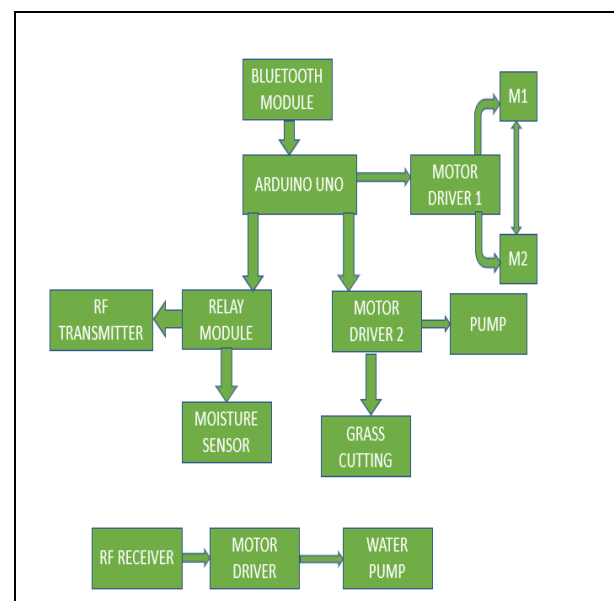 BLUETOOTH
MODULE
M1
ARDUINO UNO
MOTOR
DRIVER 1
M2
RF
TRANSMITTER
RELAY
MODULE
MOTOR
DRIVER 2
PUMP
MOISTURE
SENSOR
GRASS
CUTTING
RF RECEIVER
MOTOR
DRIVER
WATER
PUMP